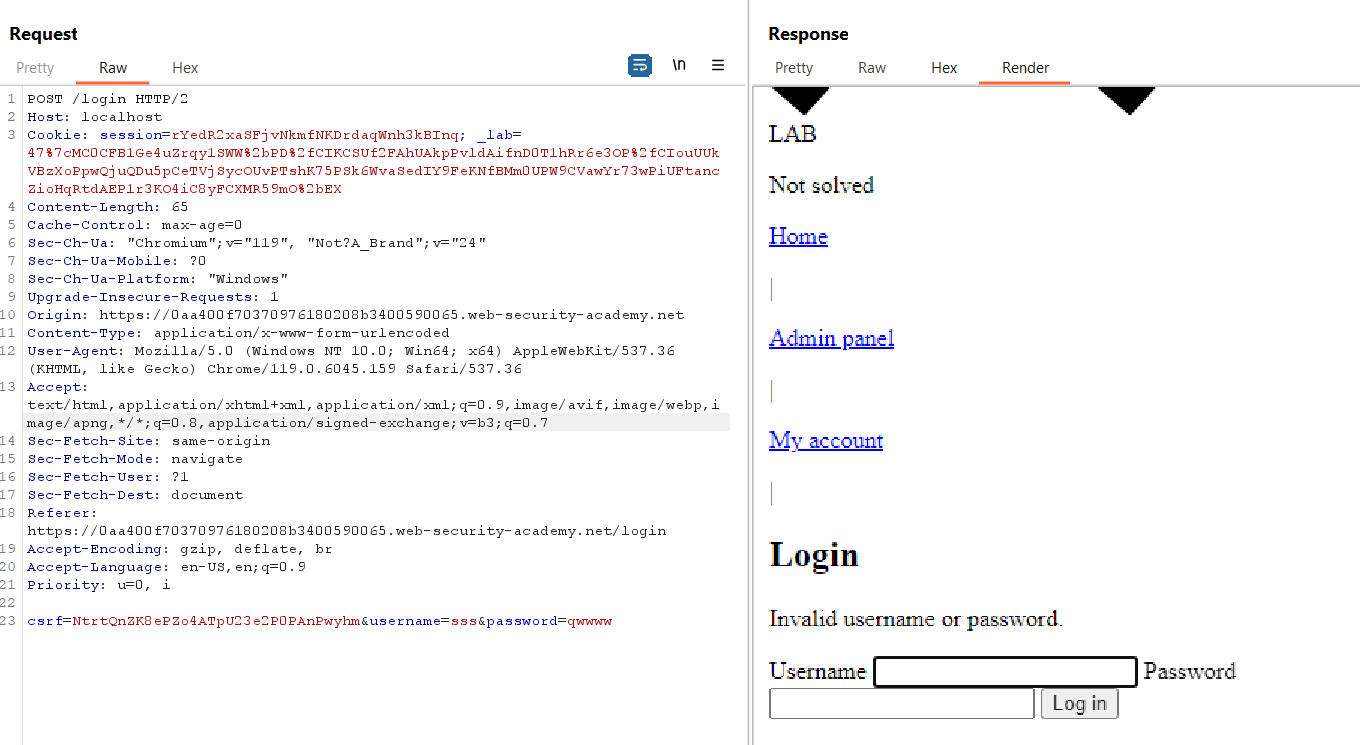 Request
Pretty Raw Hex
\n
1 POST /login HTTP/2
2 Host: localhost
3 Cookie: session=rYedR2xaSFjvNkmfNKDrdaqWnh3kBInq; _lab=
47%7cMC0CFB1Ge4uZrqy1SWW%2bPD%2fCIKCSUf2FAhUAkpPvldAifnD0T1hRr6e3OP%2fCIouUUk
VBzXoPpwQjuQDu5pCeTVjSycOUvPTshK75PSk6WvaSedIY9FeKNfBMm0UPW9CVawYr73wPiUFtanc
ZioHqRtdAEP1r3KO4iC8yFCXMR59mO%2bEX
4 Content-Length: 65
5 Cache-Control: max-age=0
6 Sec-Ch-Ua: "Chromium";v="119", "Not?A_Brand";v="24"
7 Sec-Ch-Ua-Mobile: ?0
8 Sec-Ch-Ua-Platform: "Windows"
9 Upgrade-Insecure-Requests: 1
10 Origin: https://0aa400f70370976180208b3400590065.web-security-academy.net
11 Content-Type: application/x-www-form-urlencoded
12 User-Agent: Mozilla/5.0 (Windows NT 10.0; Win64; x64) AppleWebKit/537.36
(KHTML, like Gecko) Chrome/119.0.6045.159 Safari/537.36
13 Accept:
text/html,application/xhtml+xml,application/xml;q=0.9,image/avif,image/webp,i
mage/apng,*/*;q=0.8,application/signed-exchange;v=b3;q=0.7
14 Sec-Fetch-Site: same-origin
15 Sec-Fetch-Mode: navigate
16 Sec-Fetch-User: ?1
17 Sec-Fetch-Dest: document
18 Referer:
https://0aa400f70370976180208b3400590065.web-security-academy.net/login
19 Accept-Encoding: gzip, deflate, br
20 Accept-Language: en-US,en;q=0.9
21 Priority: u=0, i
22
23 csrf=NtrtQnZK8ePZo4ATpU23e2P0PAnPwyhm&username=sss&password=qwwww
Response
Pretty Raw Hex Render
LAB
Not solved
Home
|
Admin panel
|
My account
|
Login
Invalid username or password.
Username Password
Log in